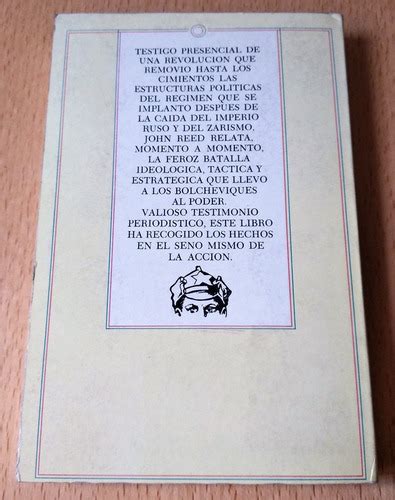 TESTIGO PRESENCIAL DE
UNA REVOLUCION QUE
REMOVIO HASTA LOS
CIMIENTOS LAS
ESTRUCTURAS POLITICAS
DEL REGIMEN QUE SE
IMPLANTO DESPUES DE
LA CAIDA DEL IMPERIO
RUSO Y DEL ZARISMO,
JOHN REED RELATA,
MOMENTO A MOMENTO,
LA FEROZ BATALLA
IDEOLOGICA, TACTICA Y
ESTRATEGICA QUE LLEVO
A LOS BOLCHEVIQUES
AL PODER.
VALIOSO TESTIMONIO
PERIODISTICO, ESTE LIBRO
HA RECOGIDO LOS HECHOS
EN EL SENO MISMO DE
LA ACCION.